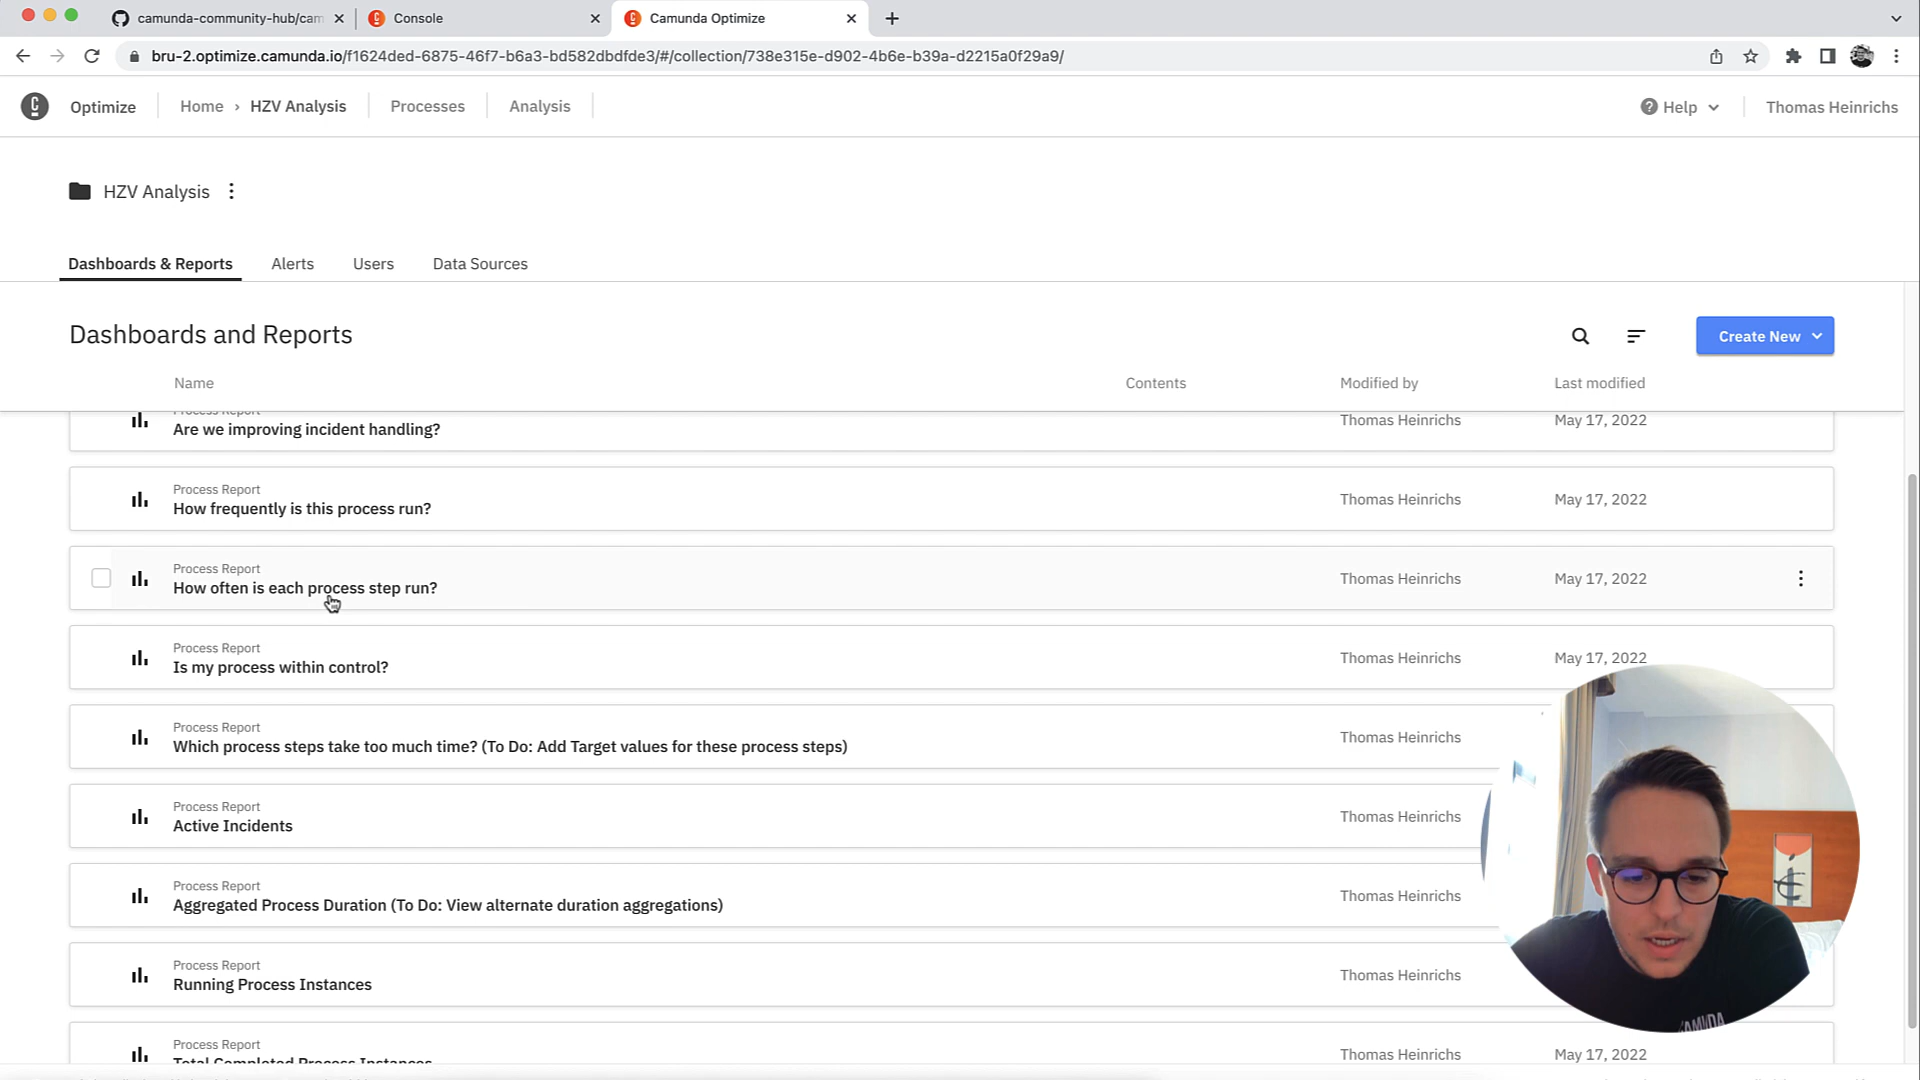 camunda-community-hub/cam
Console
Camunda Optimize
bru-2.optimize.camunda.io/f1624ded-6875-46f7-b6a3-bd582dbdfde3/#/collection/738e315e-d902-4b6e-b39a-d2215a0f29a9/
Optimize
Home › HZV Analysis
Processes
Analysis
Help
Thomas Heinrichs
HZV Analysis
Dashboards & Reports
Alerts
Users
Data Sources
Dashboards and Reports
Create New
Name
Contents
Modified by
Last modified
Process Report
Are we improving incident handling?
Thomas Heinrichs
May 17, 2022
Process Report
How frequently is this process run?
Thomas Heinrichs
May 17, 2022
Process Report
How often is each process step run?
Thomas Heinrichs
May 17, 2022
Process Report
Is my process within control?
Thomas Heinrichs
May 17, 2022
Process Report
Which process steps take too much time? (To Do: Add Target values for these process steps)
Thomas Heinrichs
Process Report
Active Incidents
Thomas Heinrichs
Process Report
Aggregated Process Duration (To Do: View alternate duration aggregations)
Thomas Heinrichs
Process Report
Running Process Instances
Thomas Heinrichs
Process Report
Total Completed Process Instances
Thomas Heinrichs
May 17, 2022